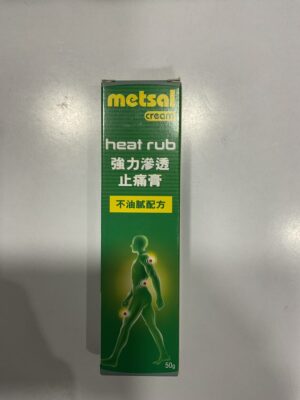 metsal
cream
heat rub
強力滲透
止痛膏
不油膩配方
50g